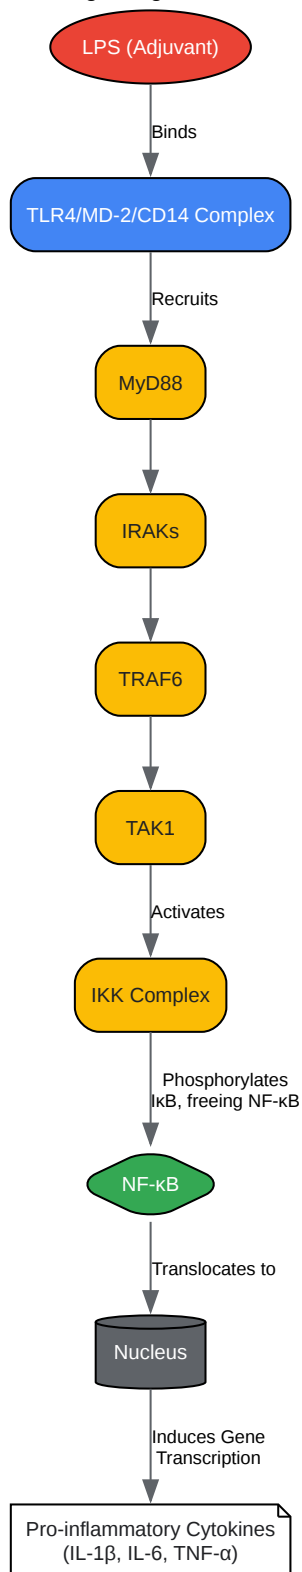 LPS (Adjuvant)
Binds
TLR4/MD-2/CD14 Complex
Recruits
MyD88
IRAKs
TRAF6
TAK1
Activates
IKK Complex
Phosphorylates
IκB, freeing NF-κB
NF-κB
Translocates to
Nucleus
Induces Gene
Transcription
Pro-inflammatory Cytokines
(IL-1β, IL-6, TNF-α)